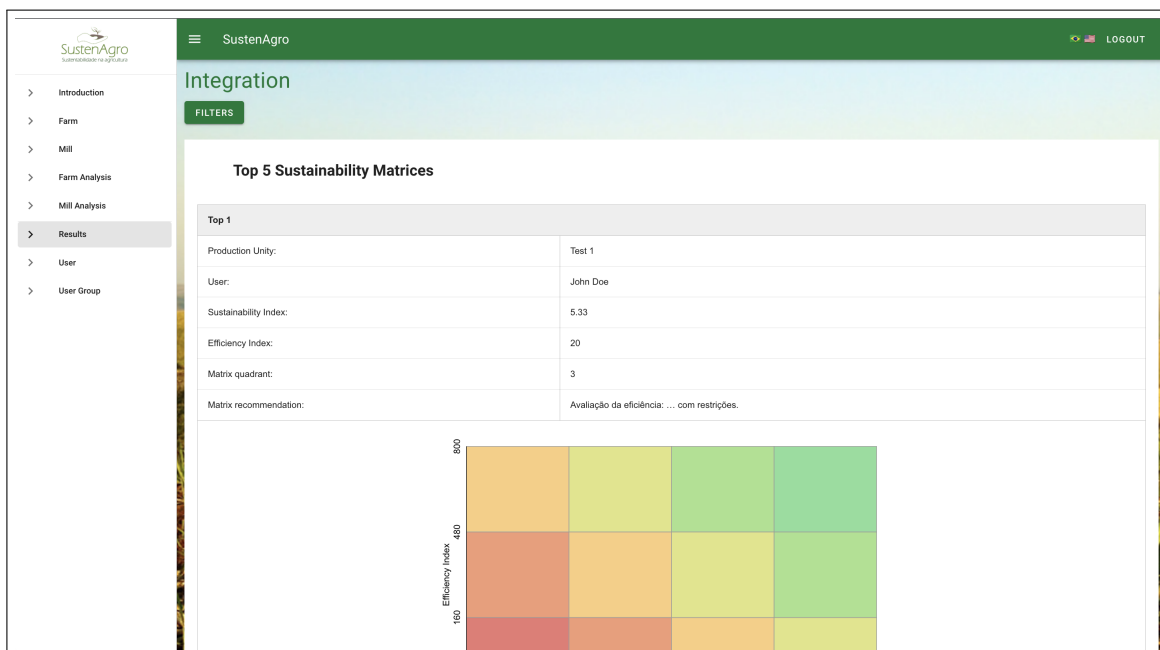 SustenAgro
Sustentabilidade na agricultura
SustenAgro
LOGOUT
Introduction
Farm
Mill
Farm Analysis
Mill Analysis
Results
User
User Group
Integration
FILTERS
Top 5 Sustainability Matrices
Top 1
Production Unity: Test 1
User: John Doe
Sustainability Index: 5.33
Efficiency Index: 20
Matrix quadrant: 3
Matrix recommendation: Avaliação da eficiência: … com restrições.
800
480
Efficiency Index
160